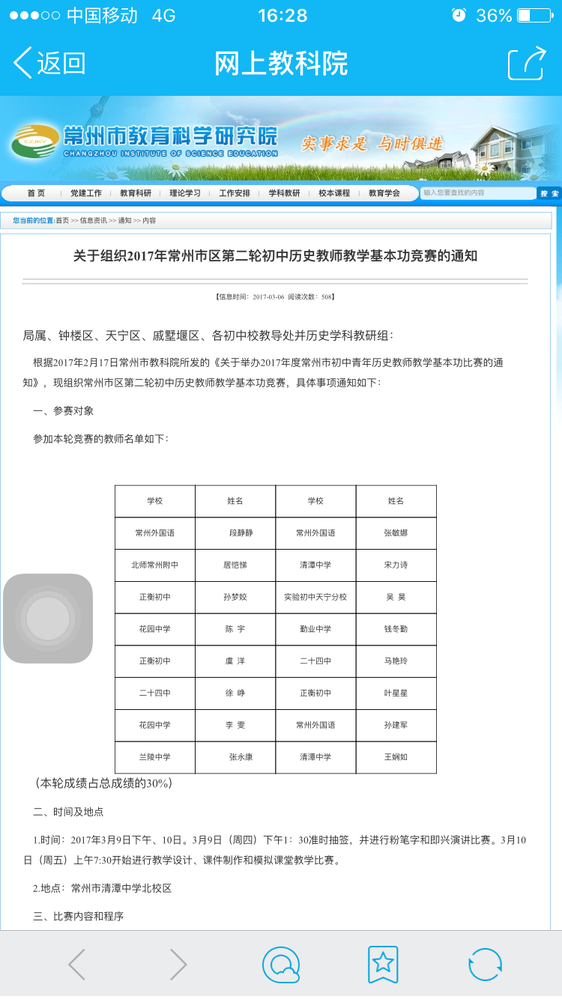 中国移动 4G 16:28 36%
返回 网上教科院
CZJKY
常州市教育科学研究院
CHANGZHOU INSTITUTE OF SCIENCE EDUCATION
实事求是 与时俱进
首 页 党建工作 教育科研 理论学习 工作安排 学科教研 校本课程 教育学会 输入您要查找的内容 搜 索
您当前的位置:首页 >> 信息资讯 >> 通知 >> 内容
关于组织2017年常州市区第二轮初中历史教师教学基本功竞赛的通知
【信息时间：2017-03-06 阅读次数：508】
局属、钟楼区、天宁区、戚墅堰区、各初中校教导处并历史学科教研组：
根据2017年2月17日常州市教科院所发的《关于举办2017年度常州市初中青年历史教师教学基本功比赛的通
知》，现组织常州市区第二轮初中历史教师教学基本功竞赛，具体事项通知如下：
一、参赛对象
参加本轮竞赛的教师名单如下：
学校 姓名 学校 姓名
常州外国语 段静静 常州外国语 张敏娜
北师常州附中 居恺悌 清潭中学 宋力诗
正衡初中 孙梦姣 实验初中天宁分校 吴 昊
花园中学 陈 宇 勤业中学 钱冬勤
正衡初中 虞 洋 二十四中 马艳玲
二十四中 徐 峥 正衡初中 叶星星
花园中学 李 雯 常州外国语 孙建军
兰陵中学 张永康 清潭中学 王娴如
（本轮成绩占总成绩的30%）
二、时间及地点
1.时间：2017年3月9日下午、10日。3月9日（周四）下午1：30准时抽签，并进行粉笔字和即兴演讲比赛。3月10
日（周五）上午7:30开始进行教学设计、课件制作和模拟课堂教学比赛。
2.地点：常州市清潭中学北校区
三、比赛内容和程序